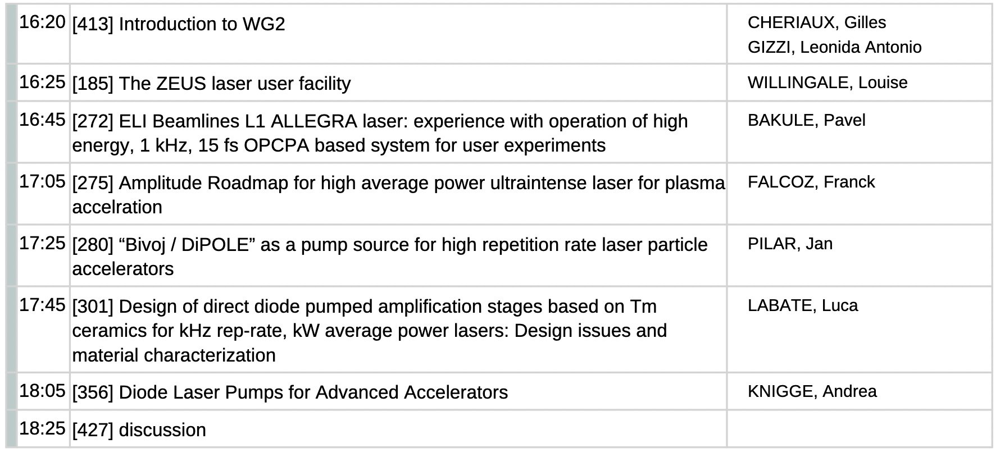 16:20 [413] Introduction to WG2 CHERIAUX, Gilles
GIZZI, Leonida Antonio
16:25 [185] The ZEUS laser user facility WILLINGALE, Louise
16:45 [272] ELI Beamlines L1 ALLEGRA laser: experience with operation of high BAKULE, Pavel
energy, 1 kHz, 15 fs OPCPA based system for user experiments
17:05 [275] Amplitude Roadmap for high average power ultraintense laser for plasma FALCOZ, Franck
accelration
17:25 [280] “Bivoj / DiPOLE” as a pump source for high repetition rate laser particle PILAR, Jan
accelerators
17:45 [301] Design of direct diode pumped amplification stages based on Tm LABATE, Luca
ceramics for kHz rep-rate, kW average power lasers: Design issues and
material characterization
18:05 [356] Diode Laser Pumps for Advanced Accelerators KNIGGE, Andrea
18:25 [427] discussion